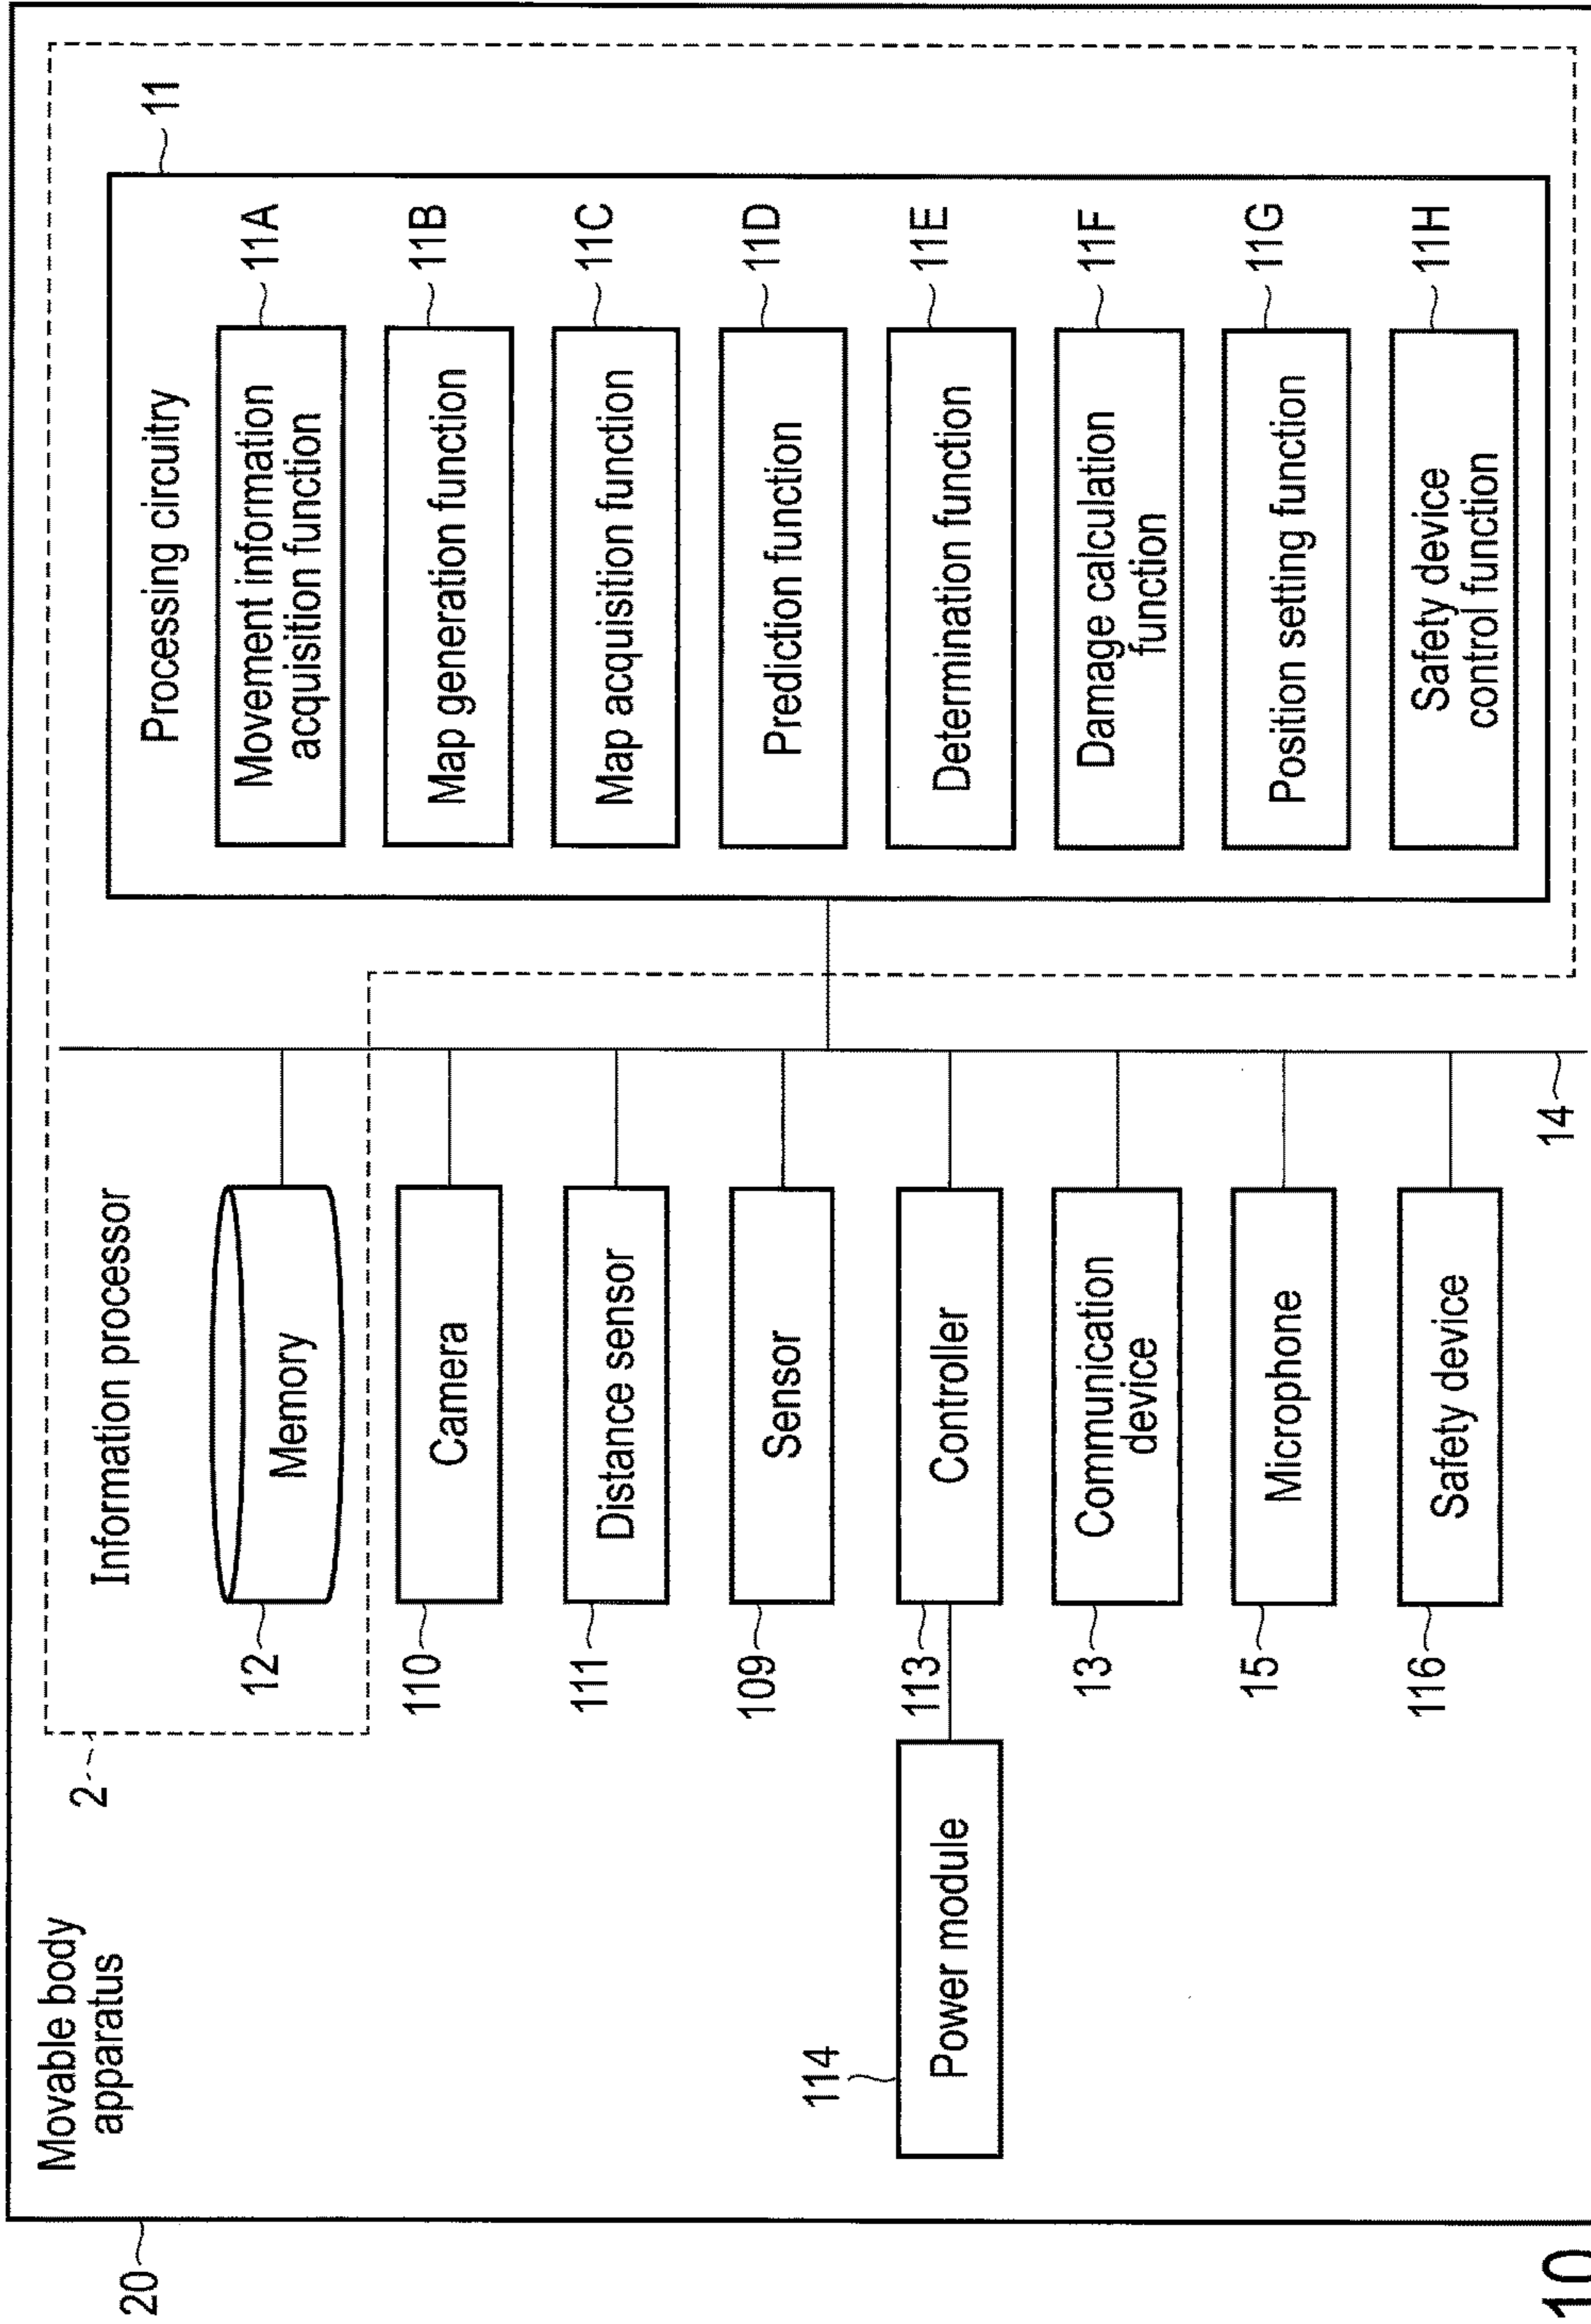 20
Movable body
apparatus
2
Information processor
12
Memory
110
Camera
111
Distance sensor
109
Sensor
114
Power module
113
Controller
13
Communication
device
15
Microphone
116
Safety device
14
11
Processing circuitry
Movement information
acquisition function
11A
Map generation function
11B
Map acquisition function
11C
Prediction function
11D
Determination function
11E
Damage calculation
function
11F
Position setting function
11G
Safety device
control function
11H
10